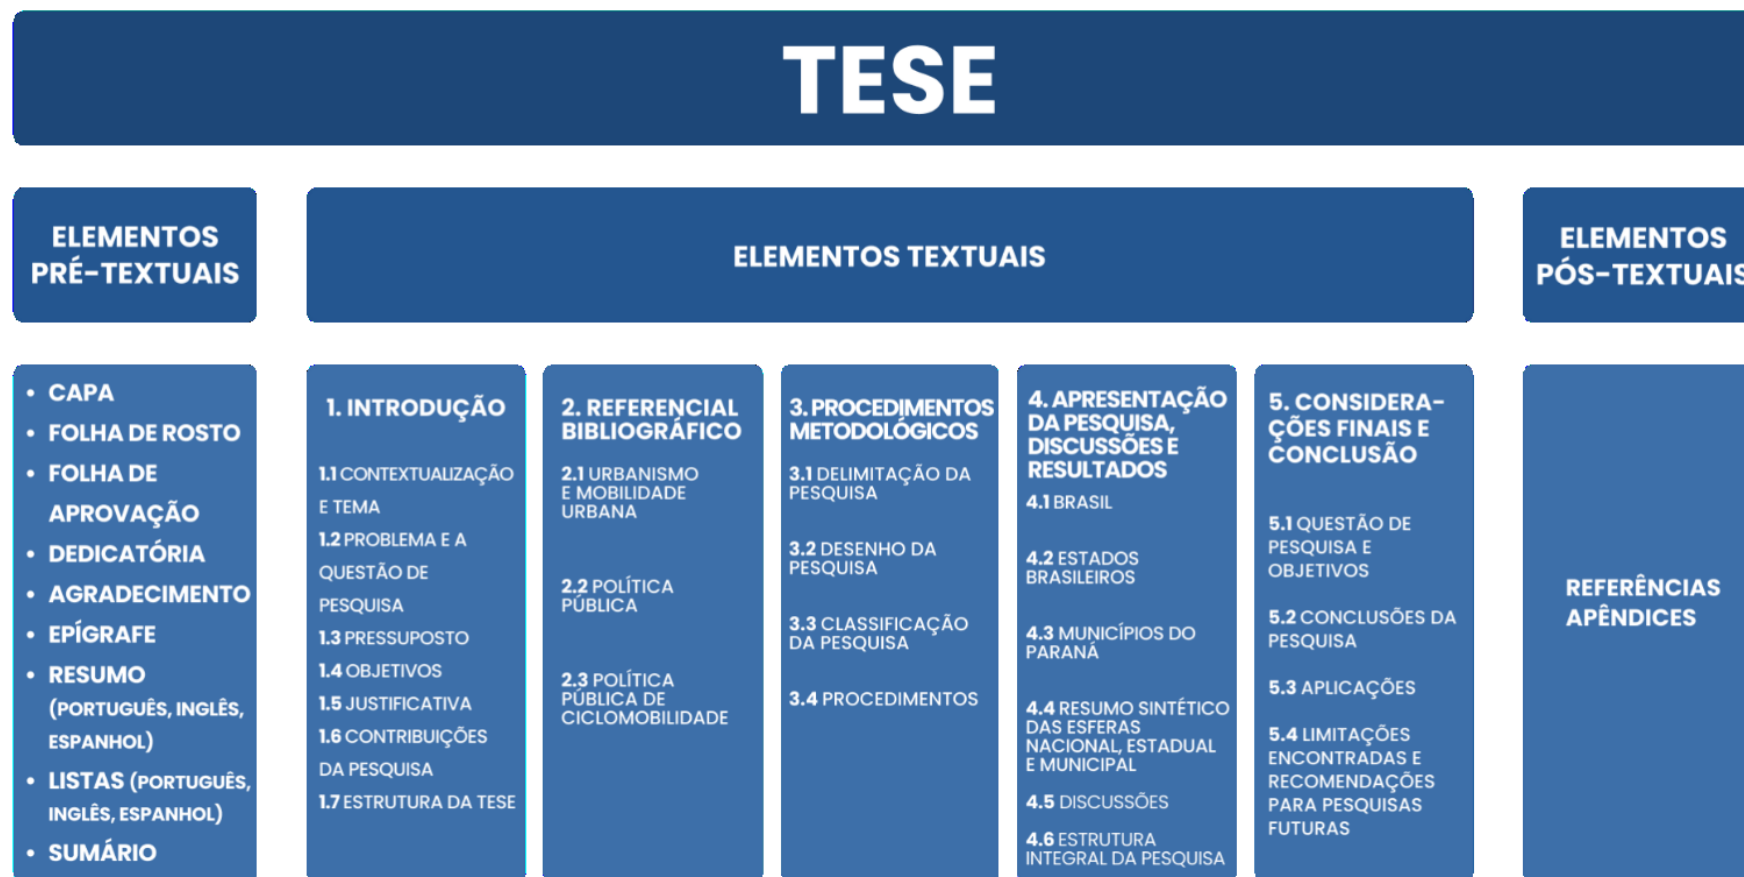 TESE
ELEMENTOS
PRÉ-TEXTUAIS
ELEMENTOS TEXTUAIS
ELEMENTOS
PÓS-TEXTUAIS
• CAPA
• FOLHA DE ROSTO
• FOLHA DE
APROVAÇÃO
• DEDICATÓRIA
• AGRADECIMENTO
• EPÍGRAFE
• RESUMO
(PORTUGUÊS, INGLÊS,
ESPANHOL)
• LISTAS (PORTUGUÊS,
INGLÊS, ESPANHOL)
• SUMÁRIO
1. INTRODUÇÃO
1.1 CONTEXTUALIZAÇÃO
E TEMA
1.2 PROBLEMA E A
QUESTÃO DE
PESQUISA
1.3 PRESSUPOSTO
1.4 OBJETIVOS
1.5 JUSTIFICATIVA
1.6 CONTRIBUIÇÕES
DA PESQUISA
1.7 ESTRUTURA DA TESE
2. REFERENCIAL
BIBLIOGRÁFICO
2.1 URBANISMO
E MOBILIDADE
URBANA
2.2 POLÍTICA
PÚBLICA
2.3 POLÍTICA
PÚBLICA DE
CICLOMOBILIDADE
3. PROCEDIMENTOS
METODOLÓGICOS
3.1 DELIMITAÇÃO DA
PESQUISA
3.2 DESENHO DA
PESQUISA
3.3 CLASSIFICAÇÃO
DA PESQUISA
3.4 PROCEDIMENTOS
4. APRESENTAÇÃO
DA PESQUISA,
DISCUSSÕES E
RESULTADOS
4.1 BRASIL
4.2 ESTADOS
BRASILEIROS
4.3 MUNICÍPIOS DO
PARANÁ
4.4 RESUMO SINTÉTICO
DAS ESFERAS
NACIONAL, ESTADUAL
E MUNICIPAL
4.5 DISCUSSÕES
4.6 ESTRUTURA
INTEGRAL DA PESQUISA
5. CONSIDERA-
ÇÕES FINAIS E
CONCLUSÃO
5.1 QUESTÃO DE
PESQUISA E
OBJETIVOS
5.2 CONCLUSÕES DA
PESQUISA
5.3 APLICAÇÕES
5.4 LIMITAÇÕES
ENCONTRADAS E
RECOMENDAÇÕES
PARA PESQUISAS
FUTURAS
REFERÊNCIAS
APÊNDICES